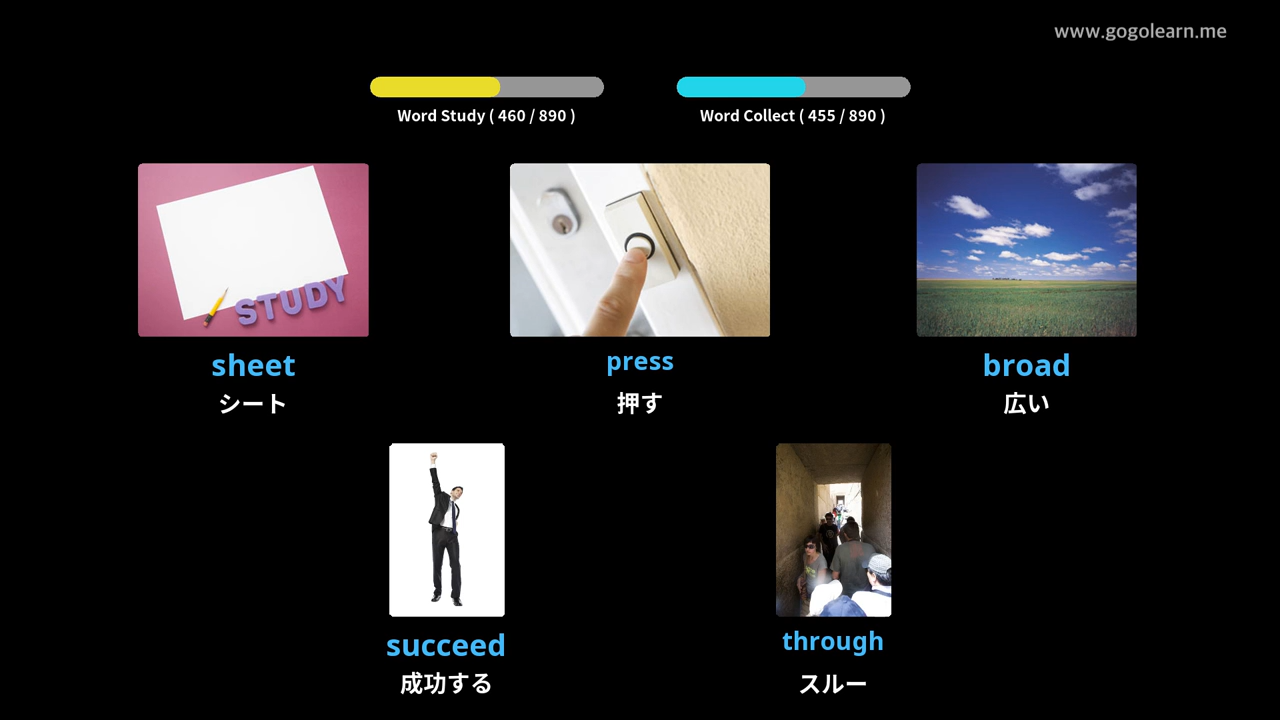 www.gogolearn.me
Word Study ( 460 / 890 )
Word Collect ( 455 / 890 )
STUDY
sheet
シート
press
押す
broad
広い
succeed
成功する
through
スルー